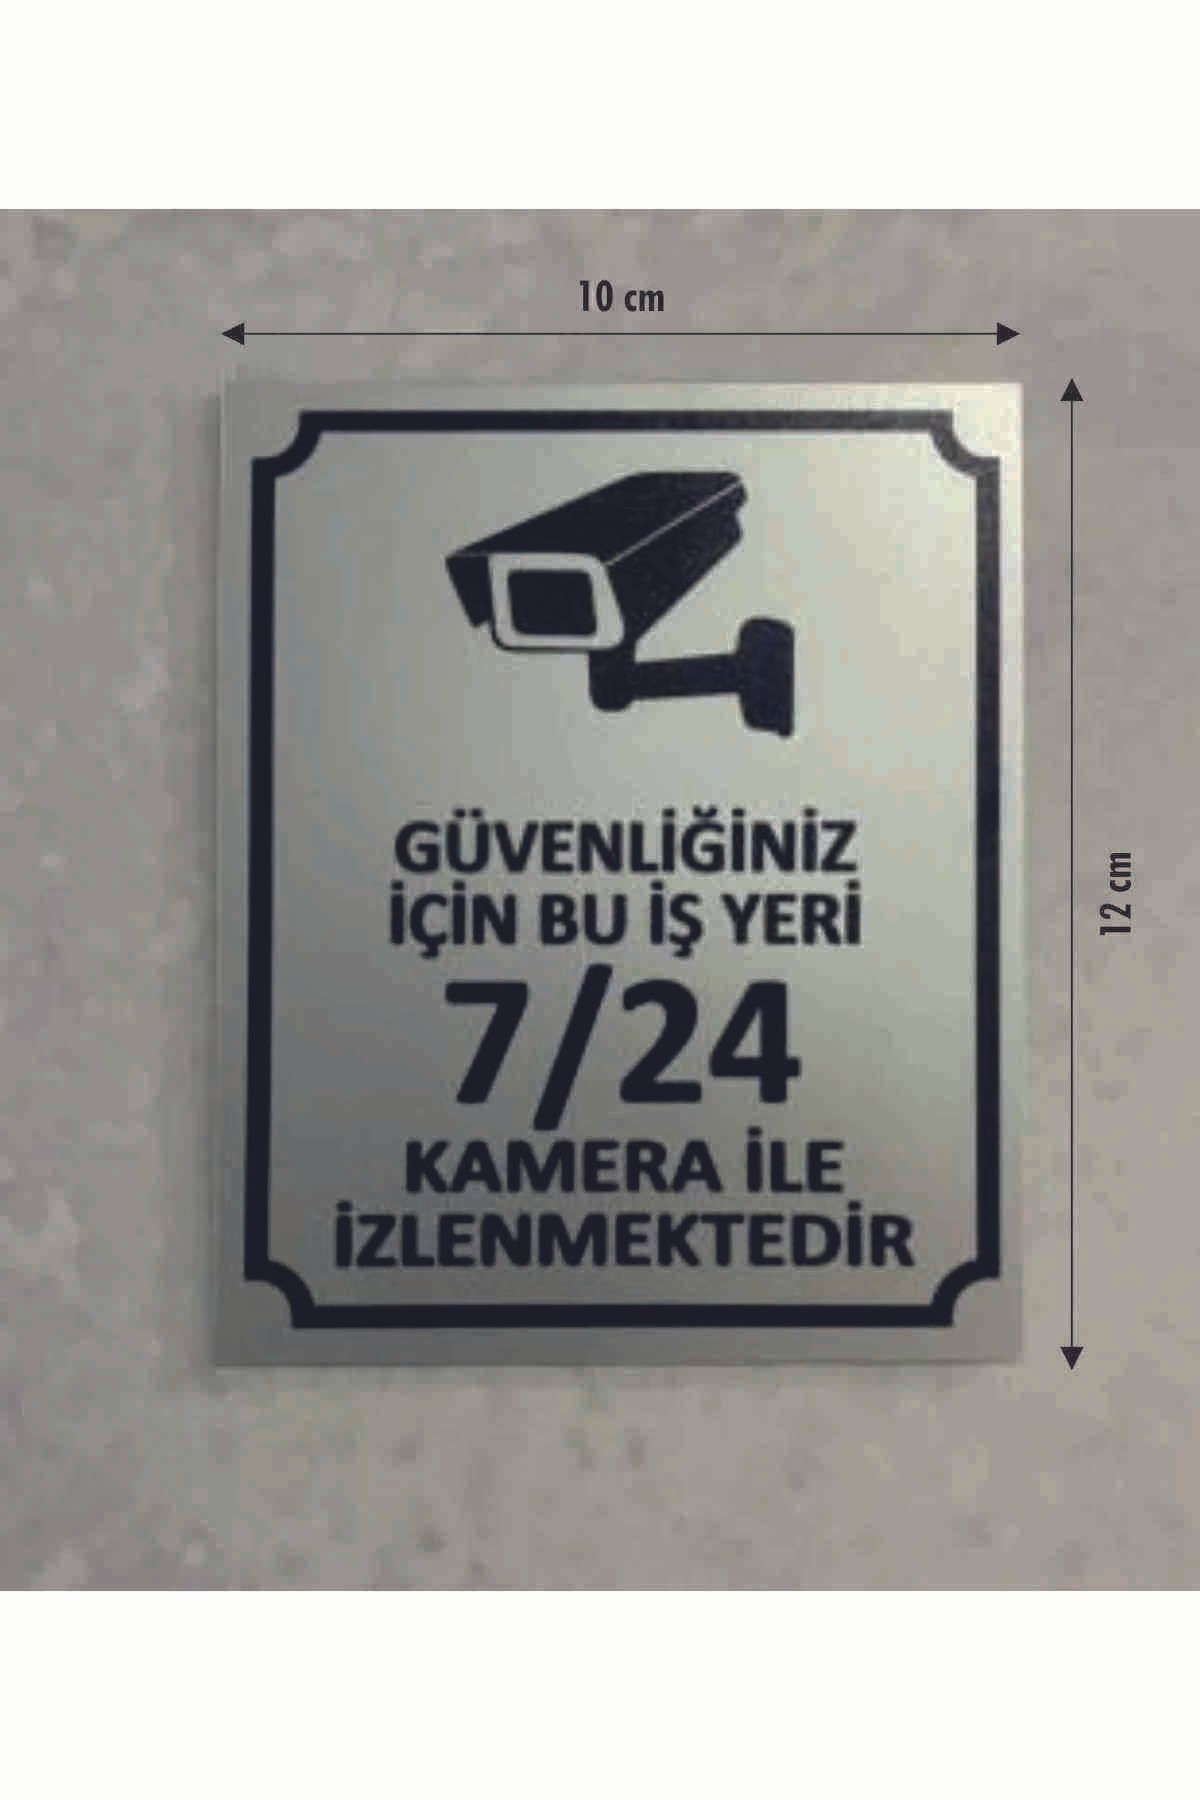 10 cm
GÜVENLİĞİNİZ
İÇİN BU İŞ YERİ
7/24
KAMERA İLE
İZLENMEKTEDİR
12 cm